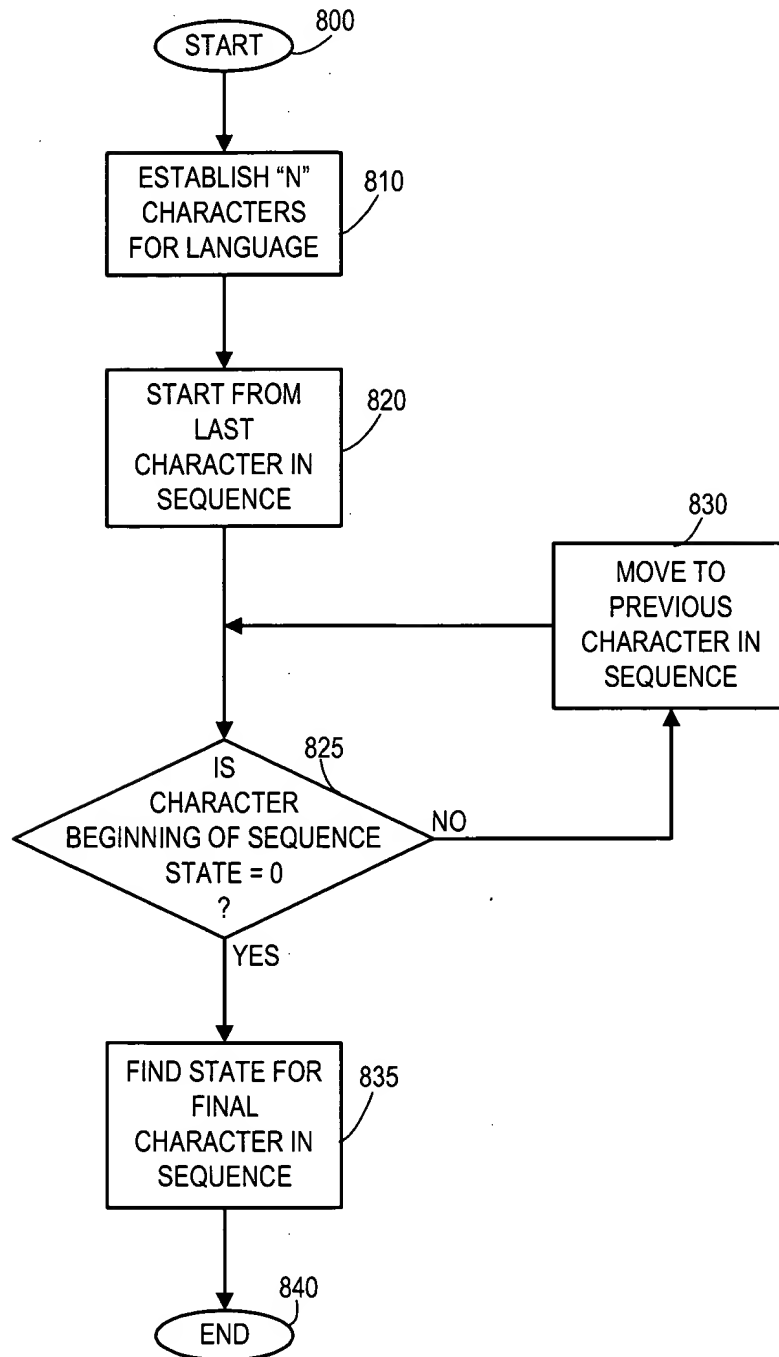 800
START
ESTABLISH “N”
CHARACTERS
FOR LANGUAGE
810
START FROM
LAST
CHARACTER IN
SEQUENCE
820
830
MOVE TO
PREVIOUS
CHARACTER IN
SEQUENCE
825
IS
CHARACTER
BEGINNING OF SEQUENCE
STATE = 0
?
NO
YES
FIND STATE FOR
FINAL
CHARACTER IN
SEQUENCE
835
840
END